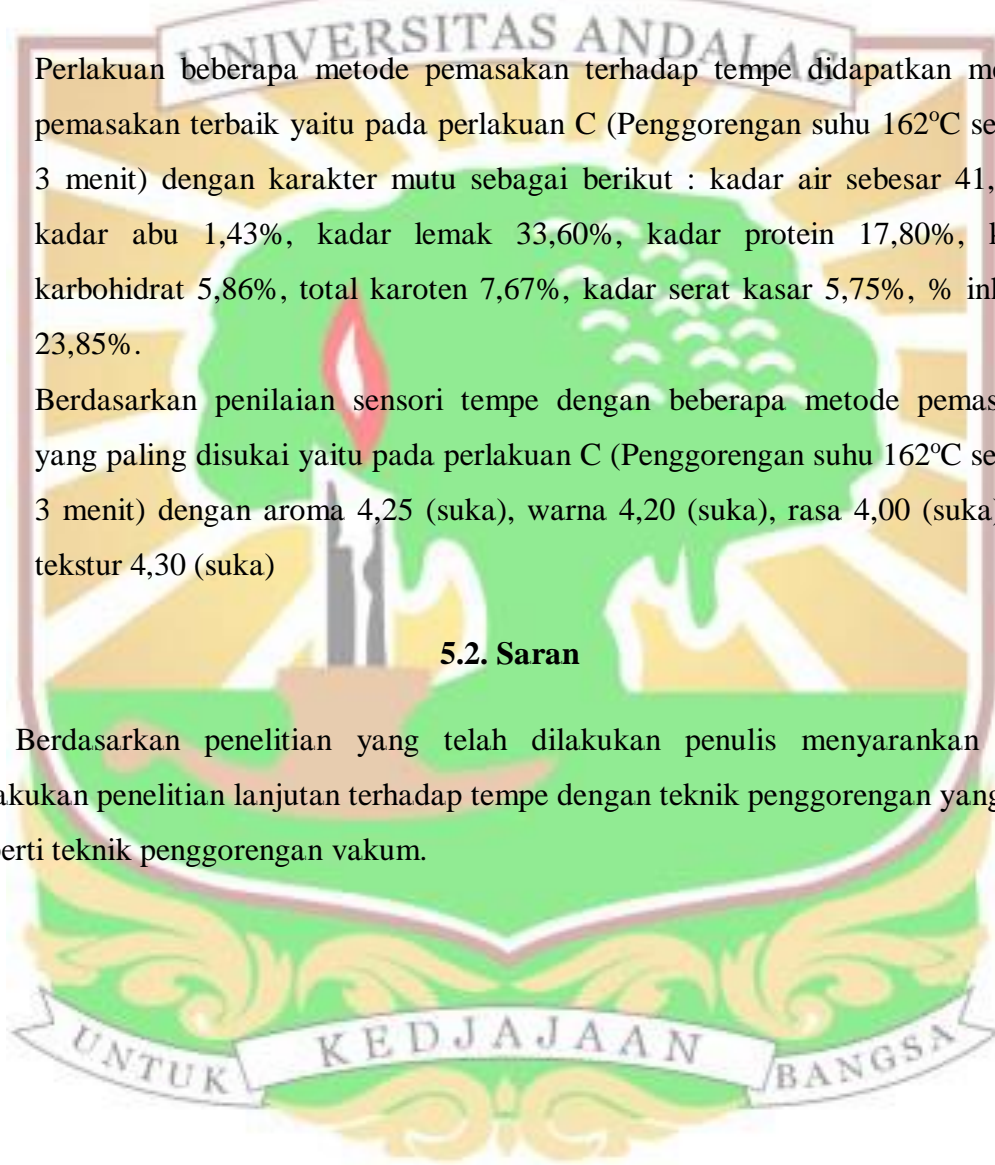 UNIVERSITAS ANDALAS
Perlakuan beberapa metode pemasakan terhadap tempe didapatkan me
pemasakan terbaik yaitu pada perlakuan C (Penggorengan suhu 162°C se
3 menit) dengan karakter mutu sebagai berikut : kadar air sebesar 41,
kadar abu 1,43%, kadar lemak 33,60%, kadar protein 17,80%, k
karbohidrat 5,86%, total karoten 7,67%, kadar serat kasar 5,75%, % inh
23,85%.
Berdasarkan penilaian sensori tempe dengan beberapa metode pemas
yang paling disukai yaitu pada perlakuan C (Penggorengan suhu 162°C se
3 menit) dengan aroma 4,25 (suka), warna 4,20 (suka), rasa 4,00 (suka)
tekstur 4,30 (suka)
5.2. Saran
Berdasarkan penelitian yang telah dilakukan penulis menyarankan
akukan penelitian lanjutan terhadap tempe dengan teknik penggorengan yang
perti teknik penggorengan vakum.
UNTUK KEDJAJAAN BANGSA